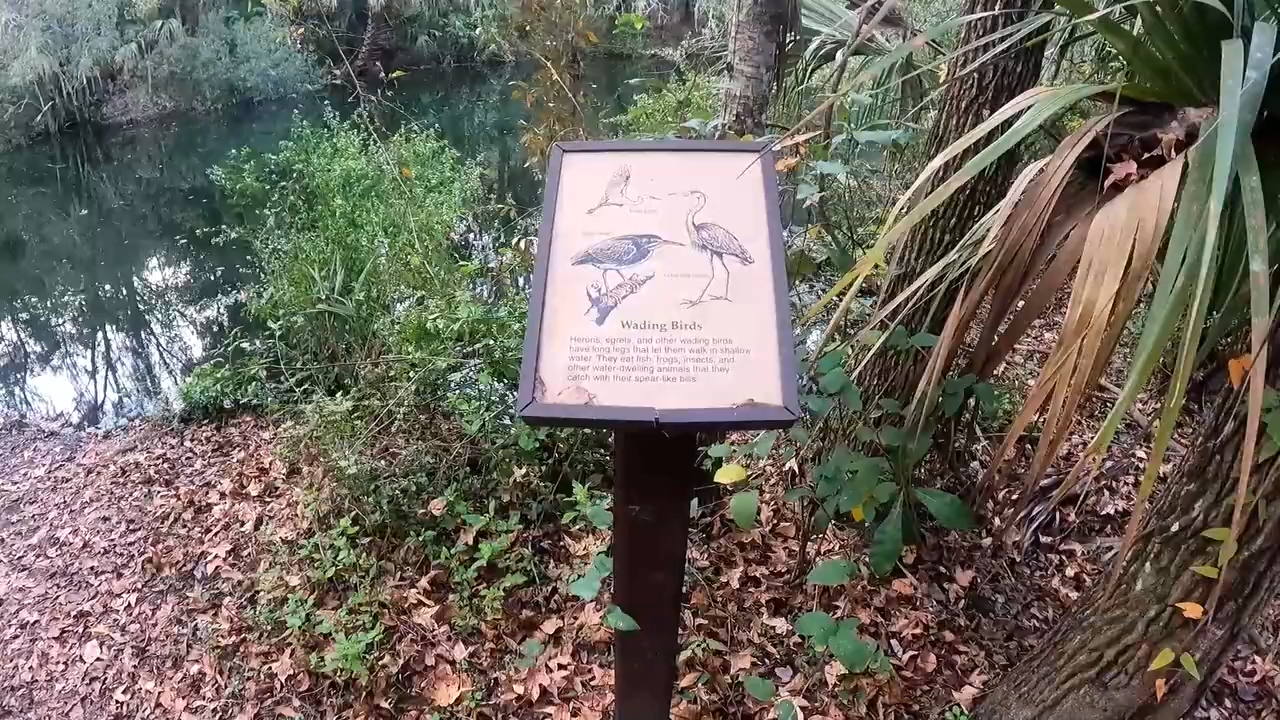 Wading Birds
Herons, egrets, and other wading birds
have long legs that let them walk in shallow
water. They eat fish, frogs, insects, and
other water-dwelling animals that they
catch with their spear-like bills.